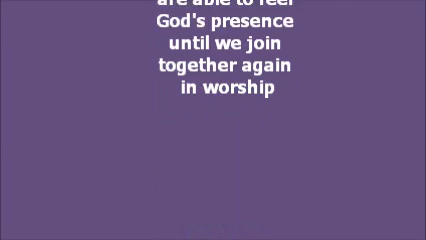 are able to feel
God's presence
until we join
together again
in worship